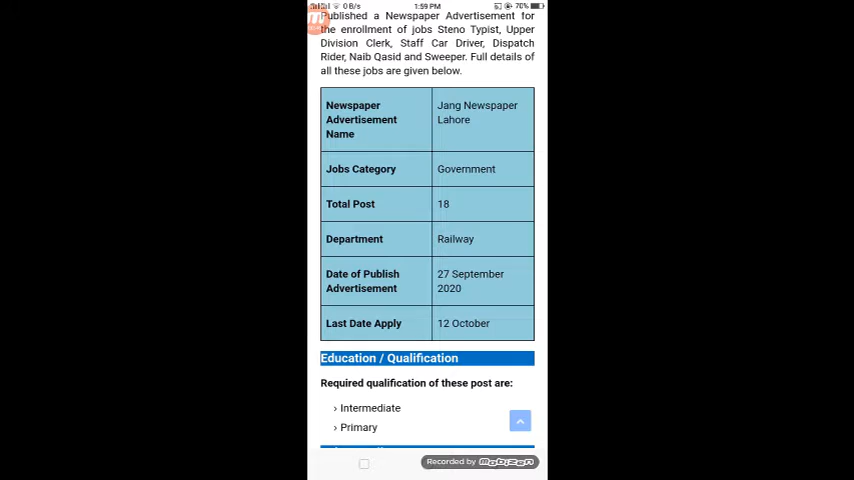 0 B/s
1:59 PM
70%
Published a Newspaper Advertisement for
the enrollment of jobs Steno Typist, Upper
Division Clerk, Staff Car Driver, Dispatch
Rider, Naib Qasid and Sweeper. Full details of
all these jobs are given below.
Newspaper
Advertisement
Name
Jang Newspaper
Lahore
Jobs Category
Government
Total Post
18
Department
Railway
Date of Publish
Advertisement
27 September
2020
Last Date Apply
12 October
Education / Qualification
Required qualification of these post are:
› Intermediate
› Primary
Recorded by mobizen